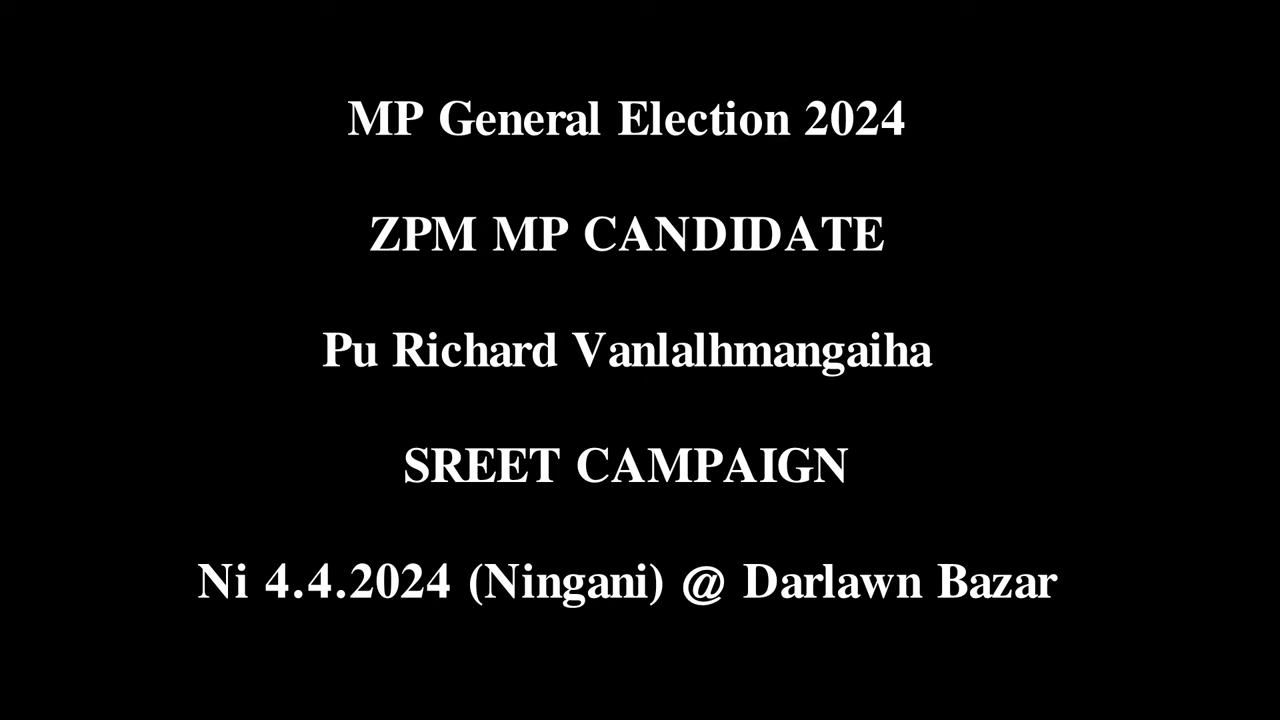 MP General Election 2024
ZPM MP CANDIDATE
Pu Richard Vanlalhmangaiha
SREET CAMPAIGN
Ni 4.4.2024 (Ningani) @ Darlawn Bazar